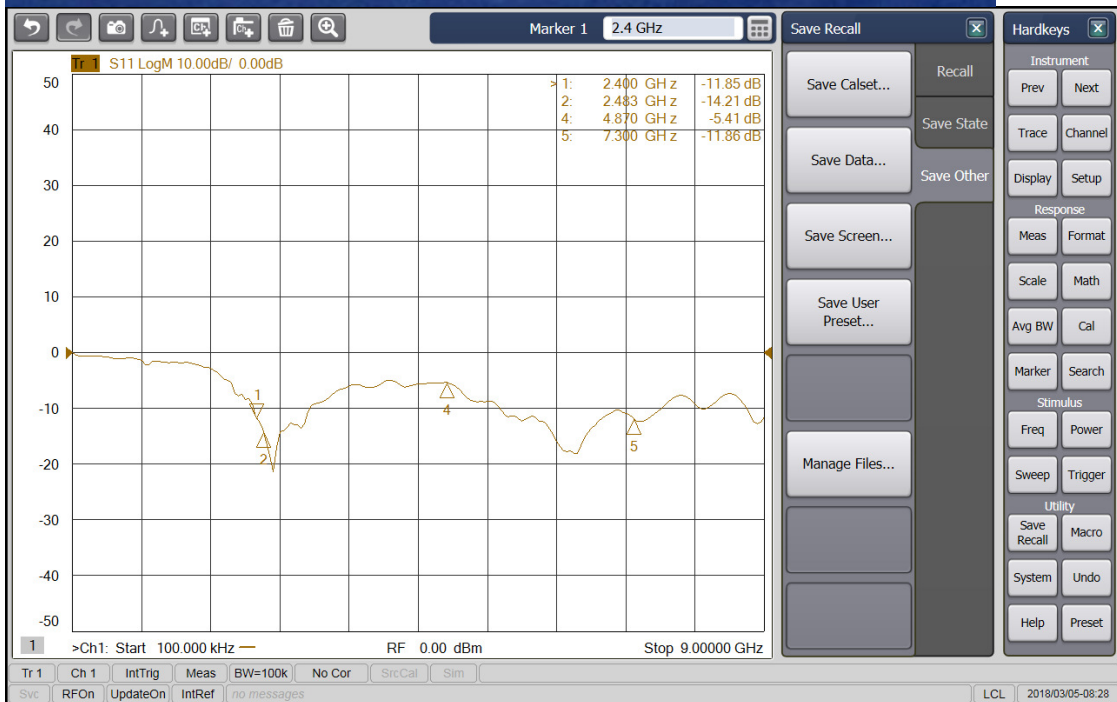 Marker 1 2.4 GHz
Save Recall
Hardkeys
Tr 1 S11 LogM 10.00dB/ 0.00dB
> 1: 2.400 GHz -11.85 dB
2: 2.483 GHz -14.21 dB
4: 4.870 GHz -5.41 dB
5: 7.300 GHz -11.86 dB
50
40
30
20
10
0
-10
-20
-30
-40
-50
1
2
4
5
1
>Ch1: Start 100.000 kHz
RF 0.00 dBm
Stop 9.00000 GHz
Save Calset...
Save Data...
Save Screen...
Save User
Preset...
Manage Files...
Recall
Save State
Save Other
Instrument
Prev Next
Trace Channel
Display Setup
Response
Meas Format
Scale Math
Avg BW Cal
Marker Search
Stimulus
Freq Power
Sweep Trigger
Utility
Save
Recall
Macro
System Undo
Help Preset
Tr 1 Ch 1 IntTrig Meas BW=100k No Cor SrcCal Sim
Svc RFOn UpdateOn IntRef no messages LCL 2018/03/05-08:28